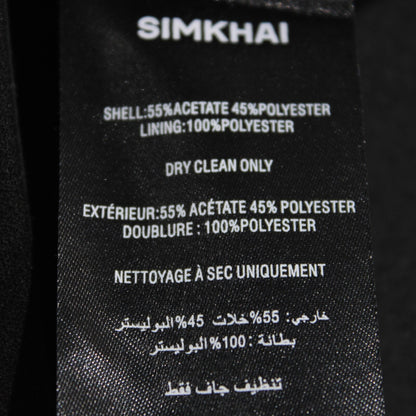 SIMKHAI
SHELL:55%ACETATE 45%POLYESTER
LINING:100%POLYESTER
DRY CLEAN ONLY
EXTÉRIEUR:55% ACÉTATE 45% POLYESTER
DOUBLURE : 100%POLYESTER
NETTOYAGE À SEC UNIQUEMENT
خارجي: 55%خلات 45%البوليستر
بطانة: 100%البوليستر
تنظيف جاف فقط